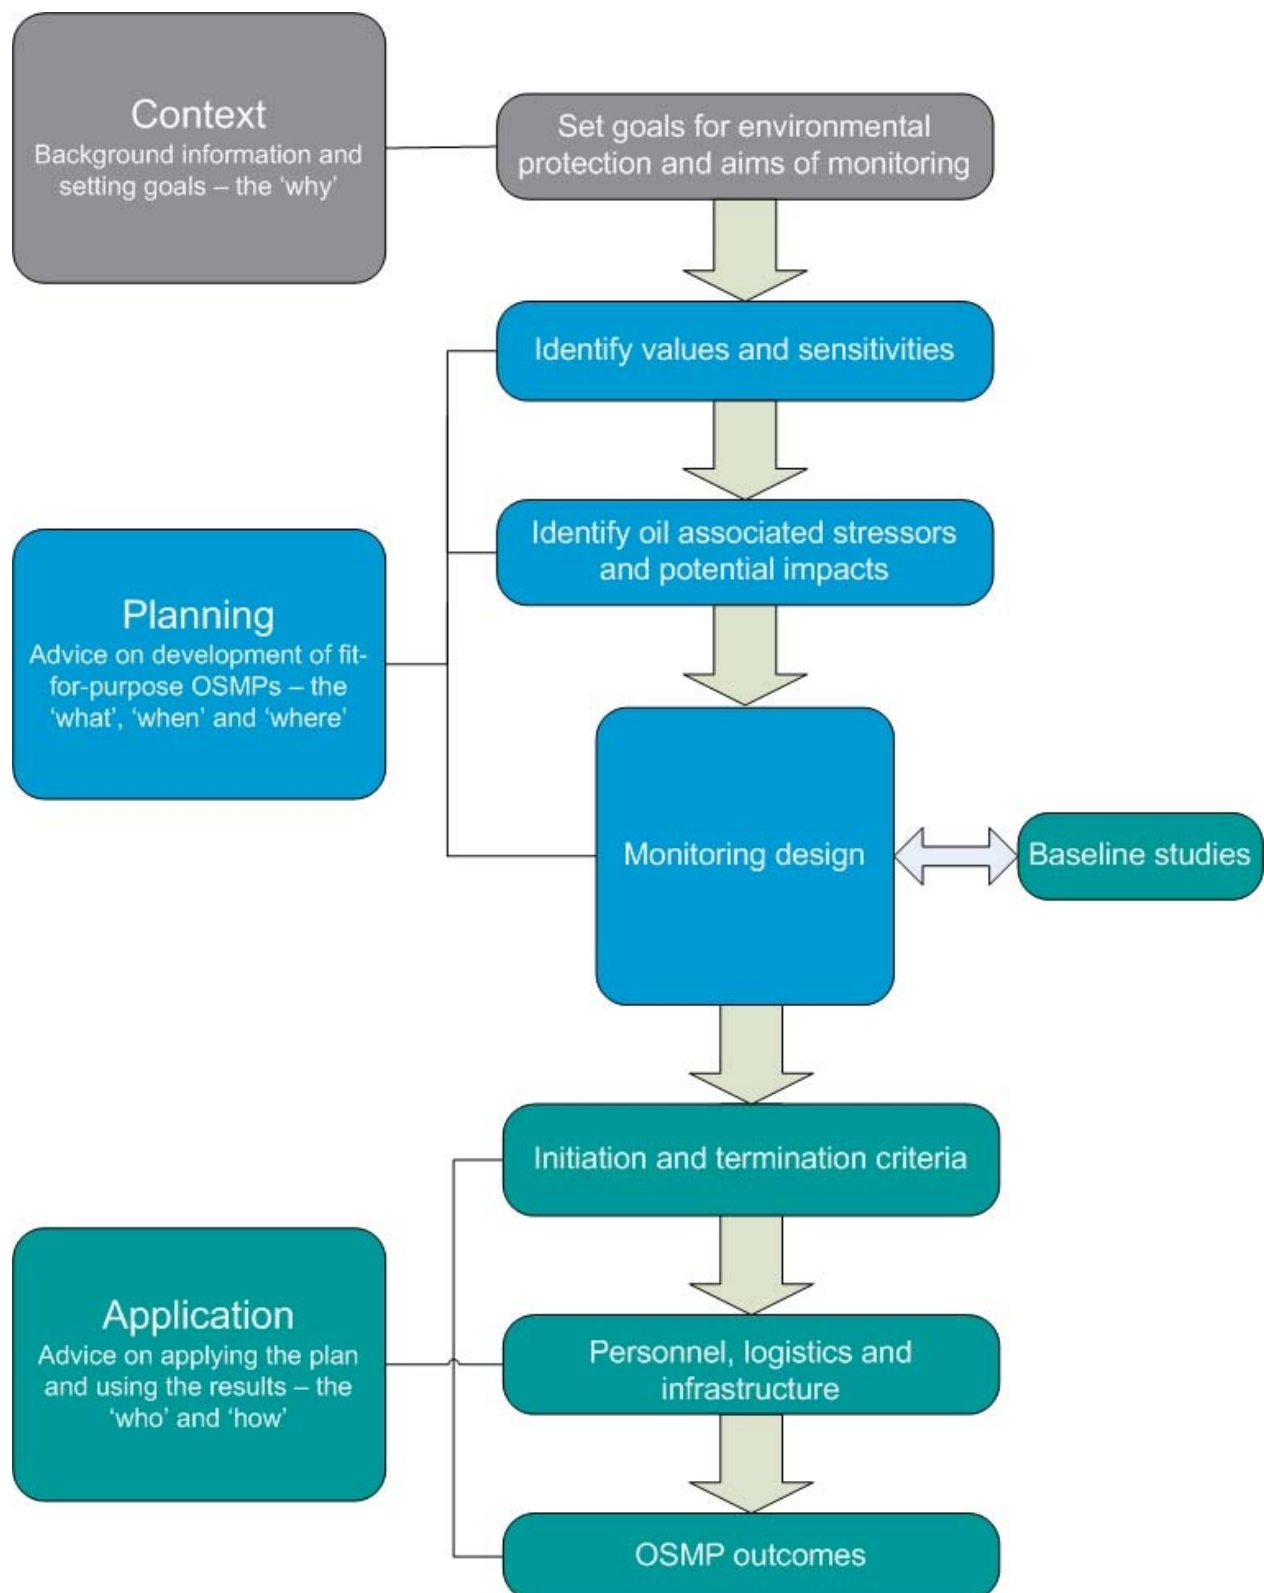 Context
Background information and
setting goals – the ‘why’
Set goals for environmental
protection and aims of monitoring
Identify values and sensitivities
Identify oil associated stressors
and potential impacts
Planning
Advice on development of fit-
for-purpose OSMPs – the
‘what’, ‘when’ and ‘where’
Monitoring design
Baseline studies
Initiation and termination criteria
Application
Advice on applying the plan
and using the results – the
‘who’ and ‘how’
Personnel, logistics and
infrastructure
OSMP outcomes